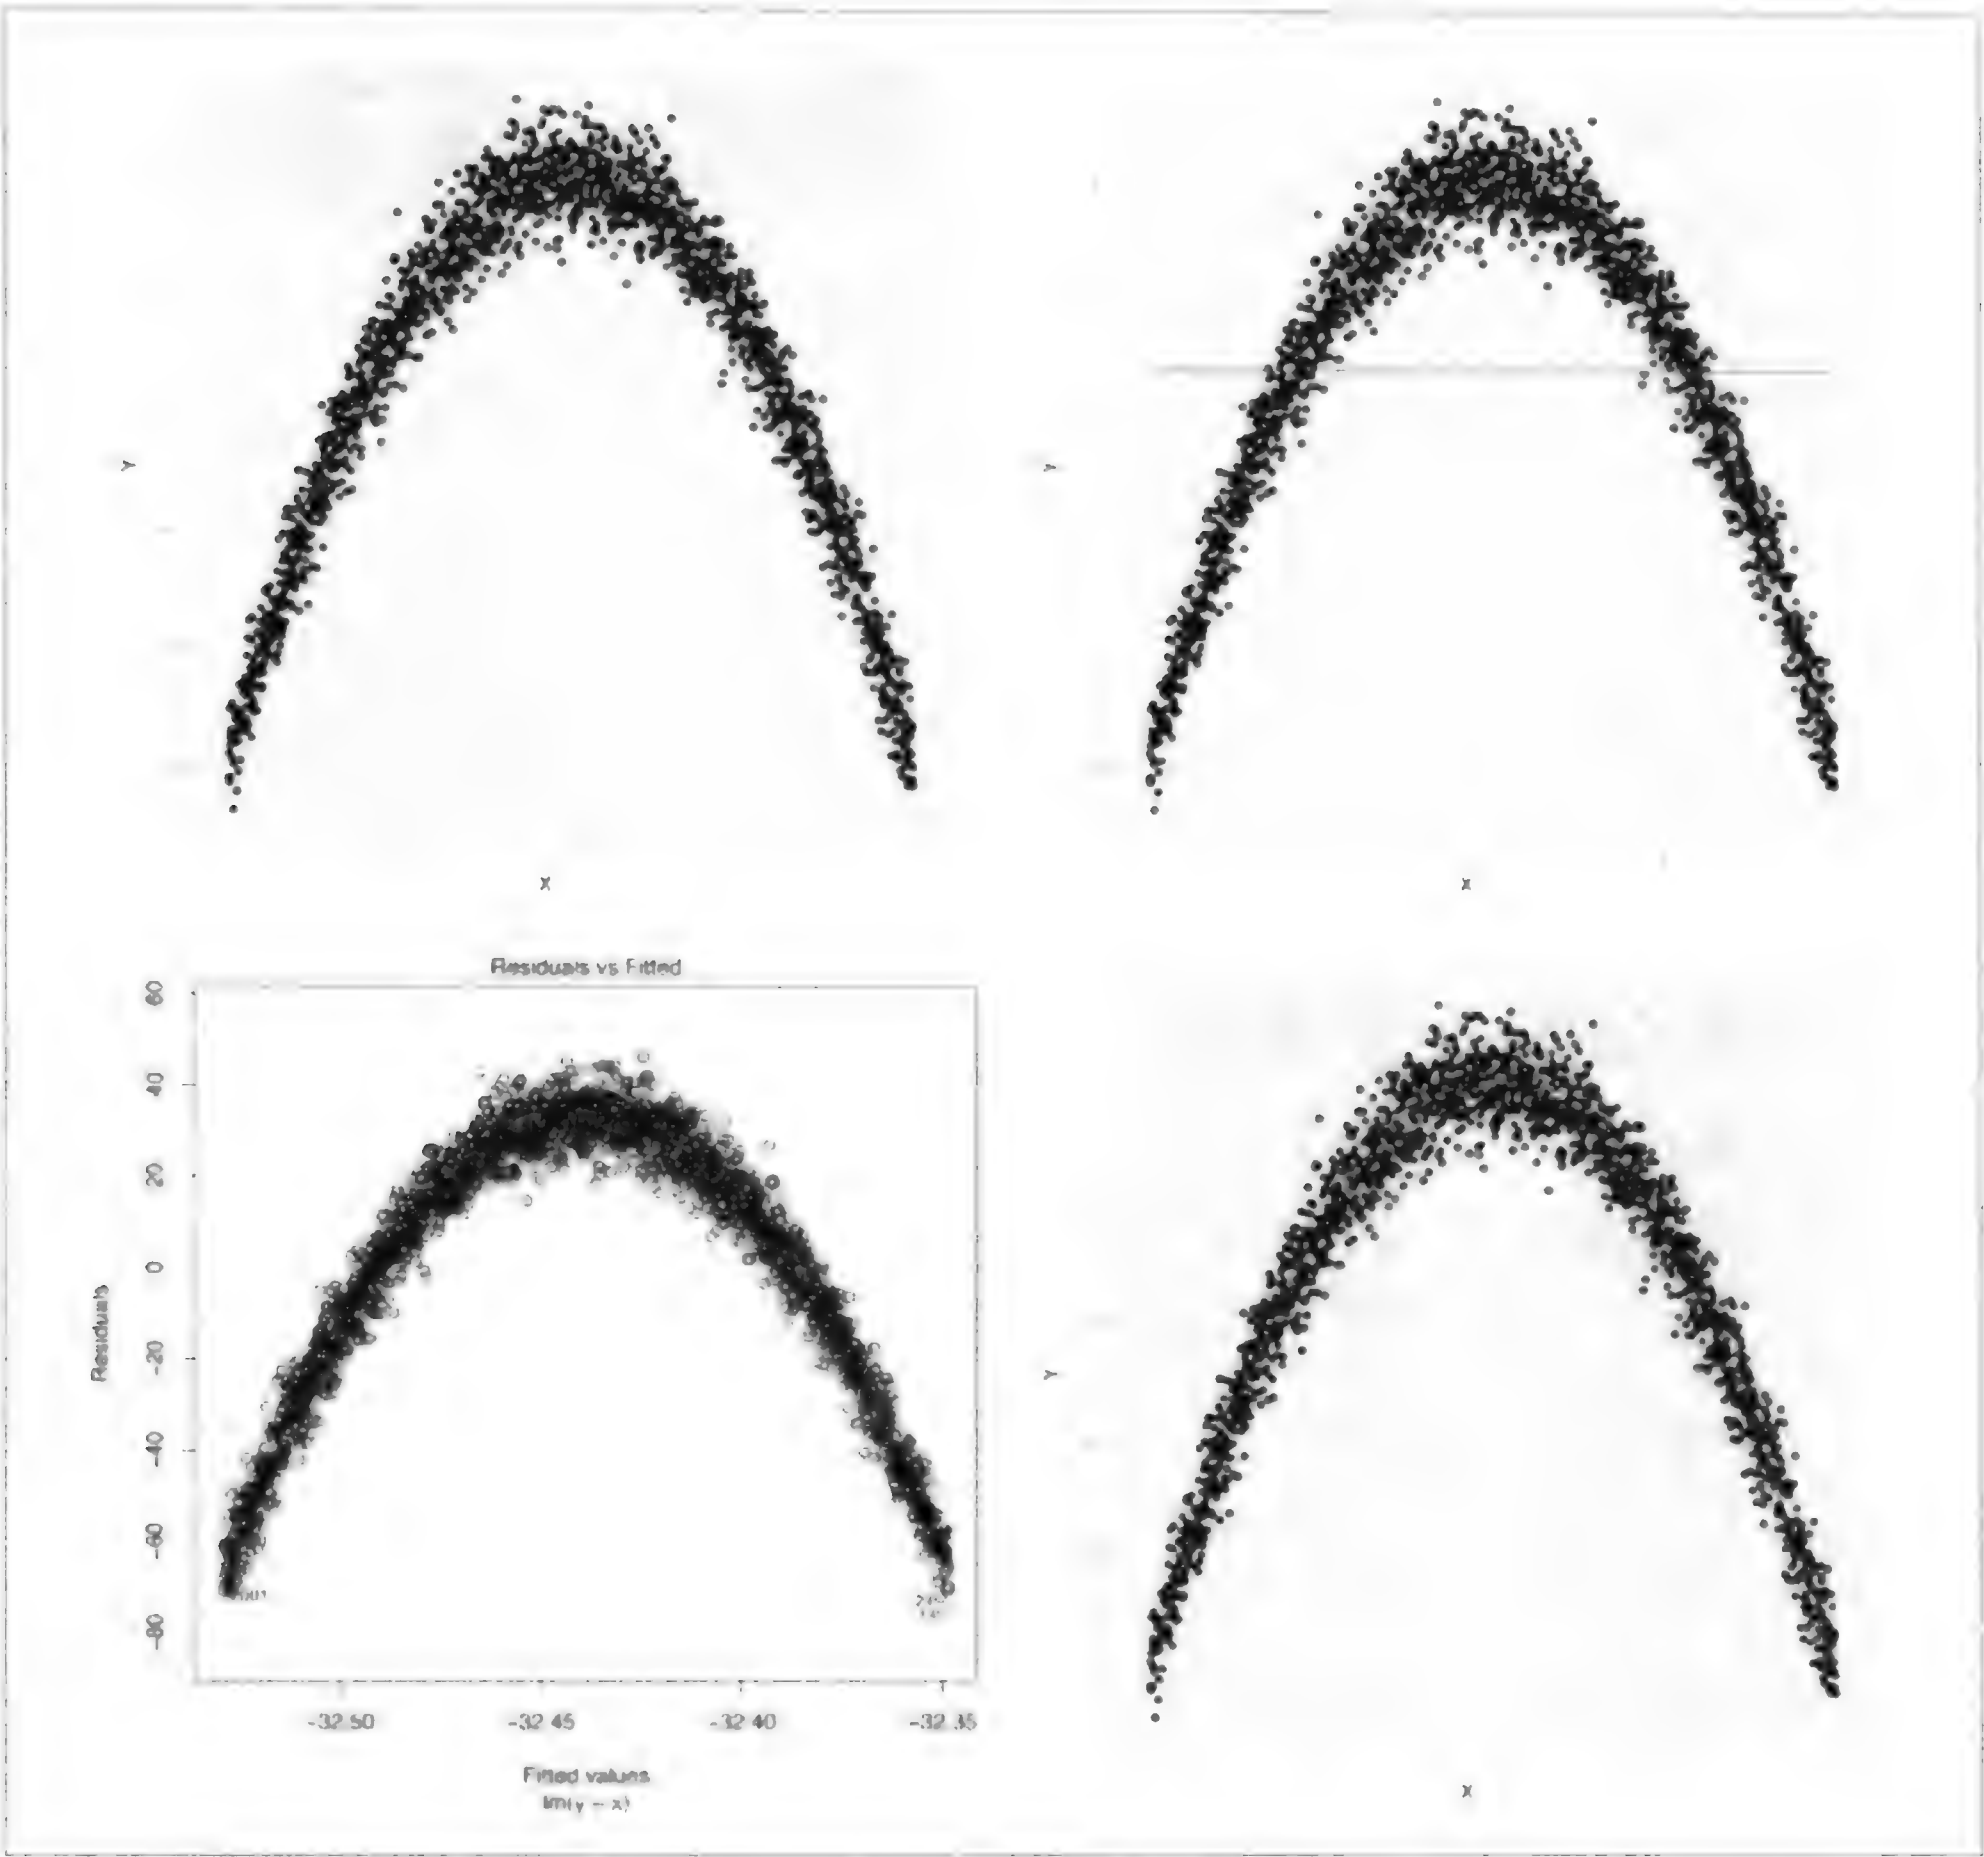 Y
X
Y
X
Residuals vs Fitted
Residuals
60
40
20
0
-20
-40
-60
-80
-32.50
-32.45
-32.40
-32.35
Fitted values
lm(y ~ x)
Y
X